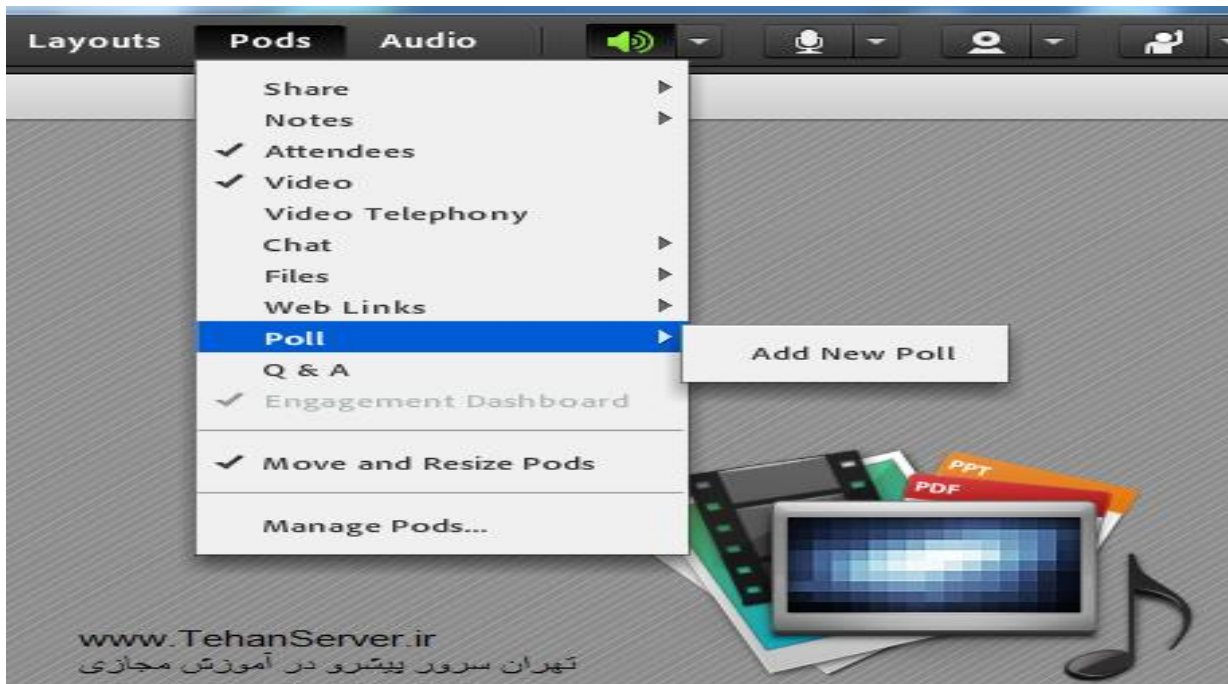 Layouts Pods Audio
Share
Notes
Attendees
Video
Video Telephony
Chat
Files
Web Links
Poll
Add New Poll
Q & A
Engagement Dashboard
Move and Resize Pods
Manage Pods...
PPT
PDF
www.TehanServer.ir
تهران سرور پیشرو در آموزش مجازی